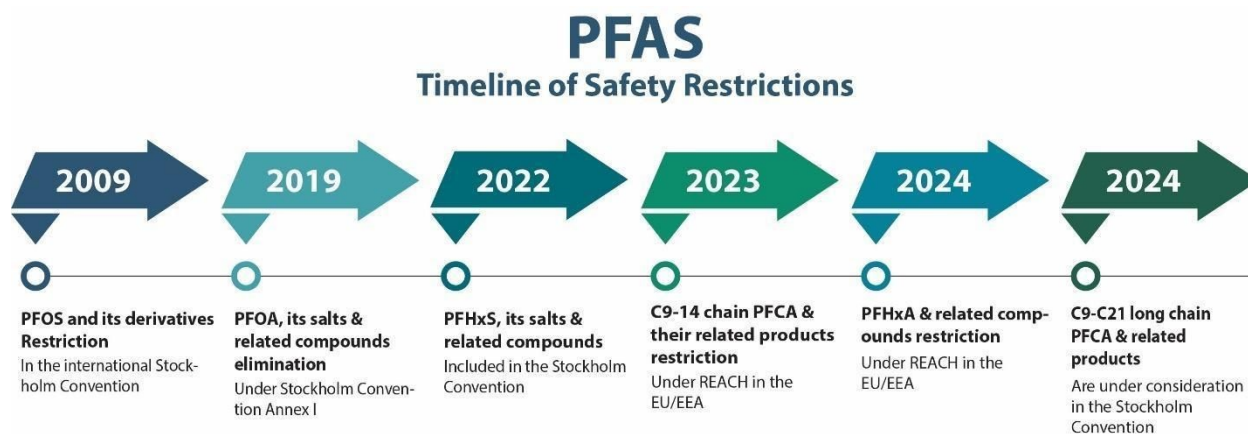 PFAS
Timeline of Safety Restrictions
2009
2019
2022
2023
2024
2024
PFOS and its derivatives
Restriction
In the international Stock-
holm Convention
PFOA, its salts &
related compounds
elimination
Under Stockholm Conven-
tion Annex I
PFHxS, its salts &
related compounds
Included in the Stockholm
Convention
C9-14 chain PFCA &
their related products
restriction
Under REACH in the
EU/EEA
PFHxA & related comp-
ounds restriction
Under REACH in the
EU/EEA
C9-C21 long chain
PFCA & related
products
Are under consideration
in the Stockholm
Convention